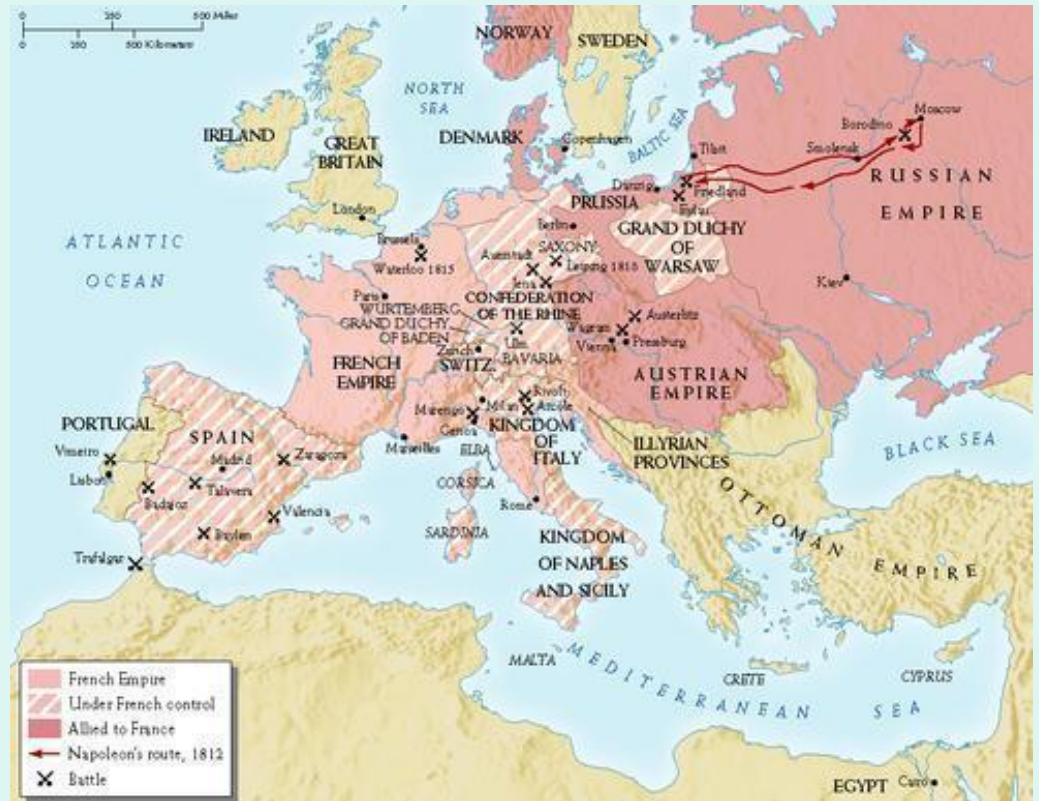 0 250 500 Miles
0 250 500 Kilometers
NORWAY
SWEDEN
NORTH
SEA
BALTIC SEA
IRELAND
GREAT
BRITAIN
DENMARK
Copenhagen
Tilsit
Moscow
Borodino
Smolensk
RUSSIAN
EMPIRE
London
Danzig
PRUSSIA
Friedland
Eylau
GRAND DUCHY
OF
WARSAW
Berlin
ATLANTIC
OCEAN
Brussels
Waterloo 1815
SAXONY
Auerstadt
Jena
Kiev
Paris
WURTEMBERG
GRAND DUCHY
OF BADEN
CONFEDERATION
OF THE RHINE
Austerlitz
Wagram
Vienna
Pressburg
Ulm
BAVARIA
FRENCH
EMPIRE
Zurich
SWITZ.
AUSTRIAN
EMPIRE
Rivoli
Milan
Arcole
Marengo
Genoa
KINGDOM
OF
ITALY
ILLYRIAN
PROVINCES
BLACK SEA
PORTUGAL
SPAIN
Vimeiro
Lisbon
Madrid
Zaragoza
Talavera
Badajoz
Valencia
Baylen
Trafalgar
Marseilles
ELBA
CORSICA
Rome
SARDINIA
KINGDOM
OF NAPLES
AND SICILY
OTTOMAN
EMPIRE
MALTA
MEDITERRANEAN SEA
CRETE
CYPRUS
EGYPT
Cairo
French Empire
Under French control
Allied to France
Napoleon's route, 1812
Battle